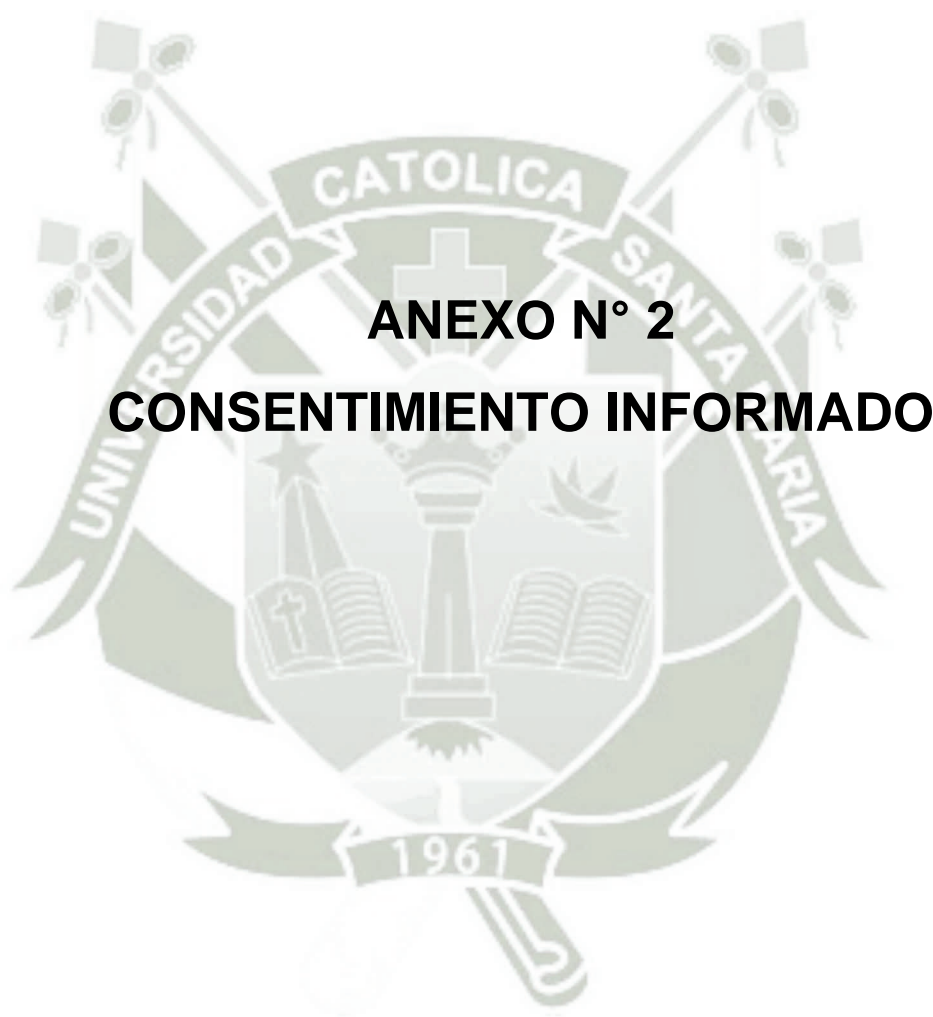 CATOLICA
UNIVERSIDAD
SANTA MARIA
ANEXO N° 2
CONSENTIMIENTO INFORMADO
1961